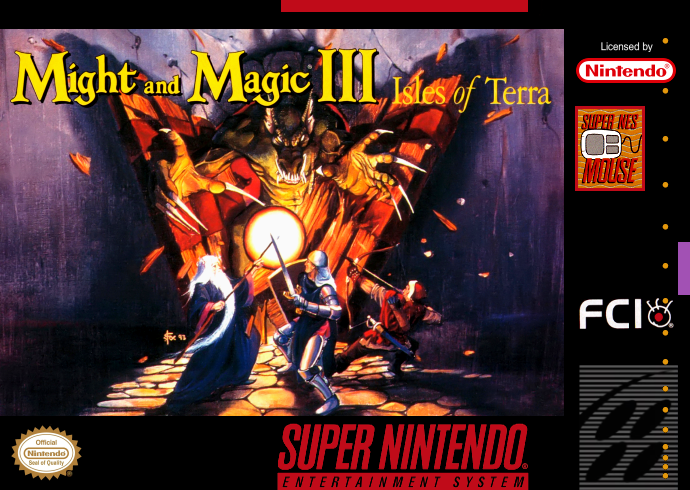 Might and Magic III Isles of Terra
Licensed by
Nintendo®
SUPER NES
MOUSE
FCI®
Official
Nintendo
Seal of Quality
SUPER NINTENDO®
ENTERTAINMENT SYSTEM